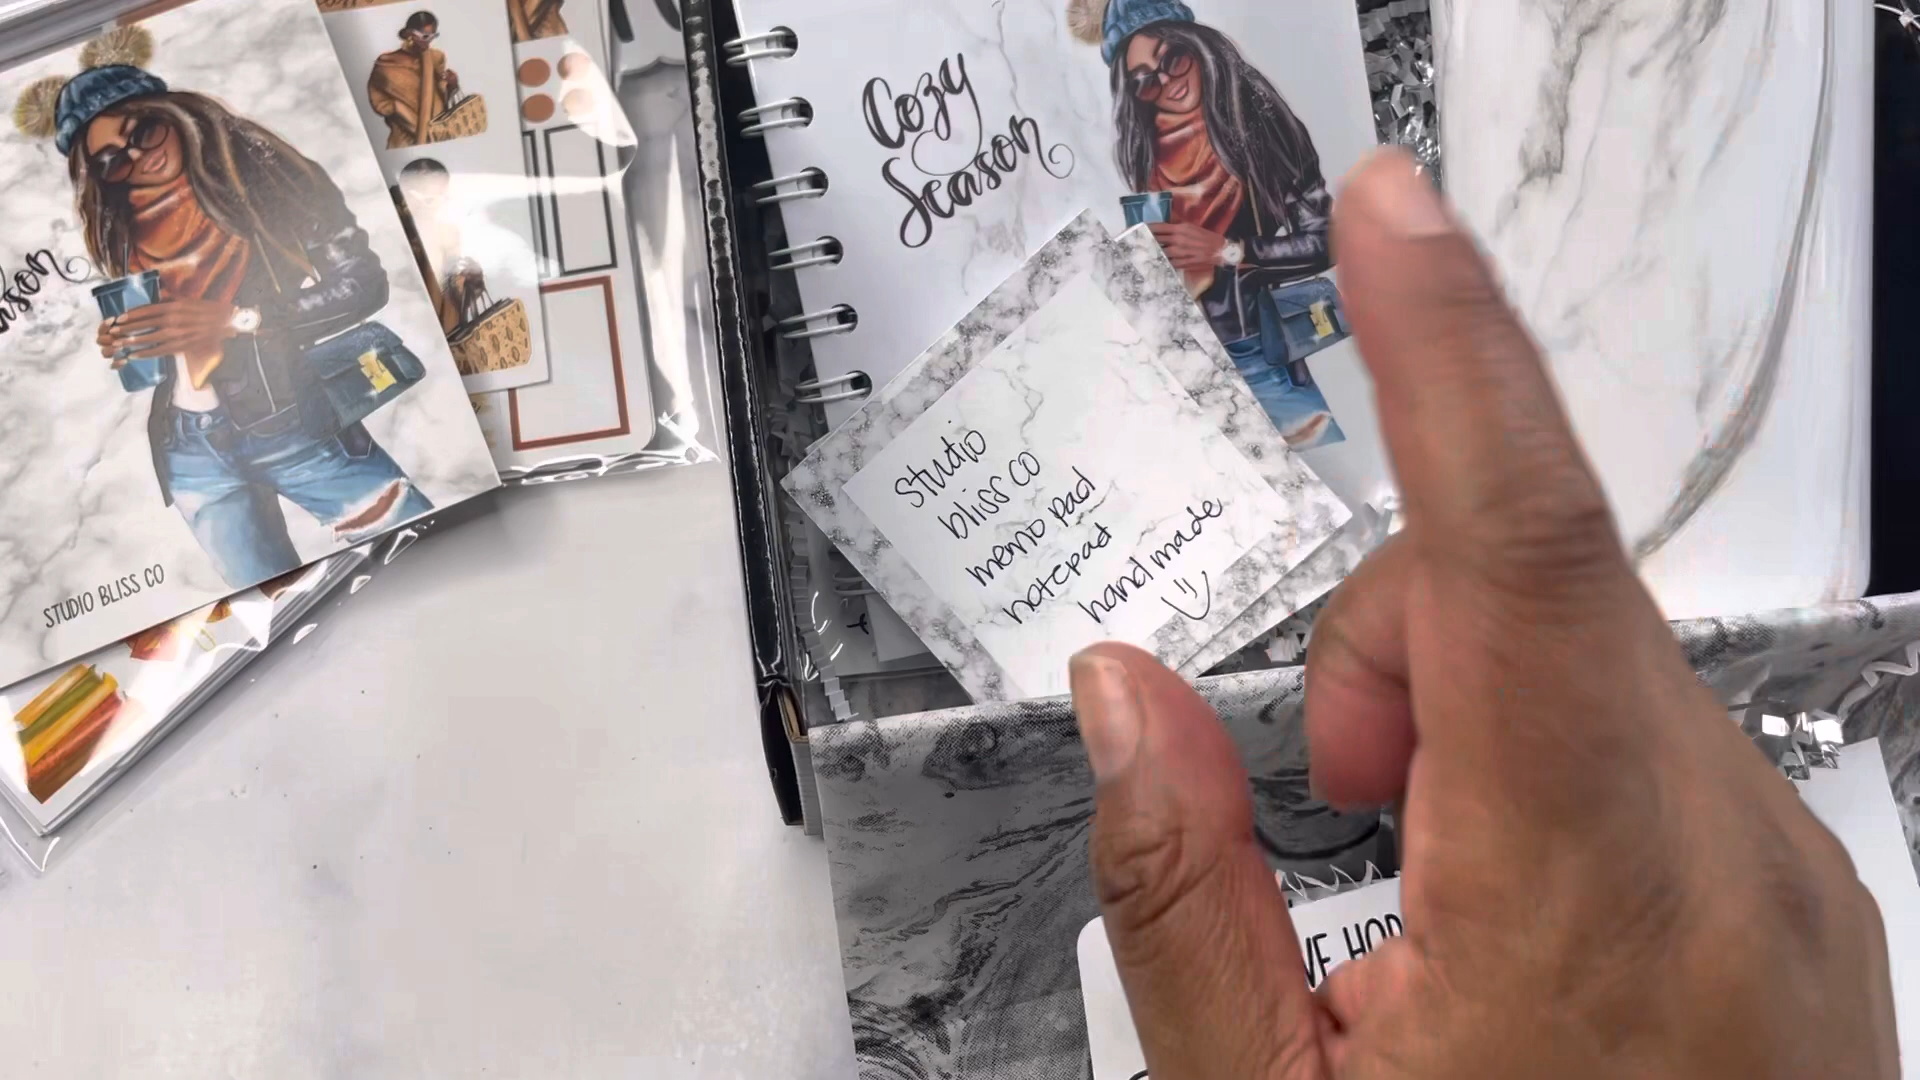 ason
STUDIO BLISS CO
Cozy
Season
studio
bliss co
memo pad
notepad
handmade